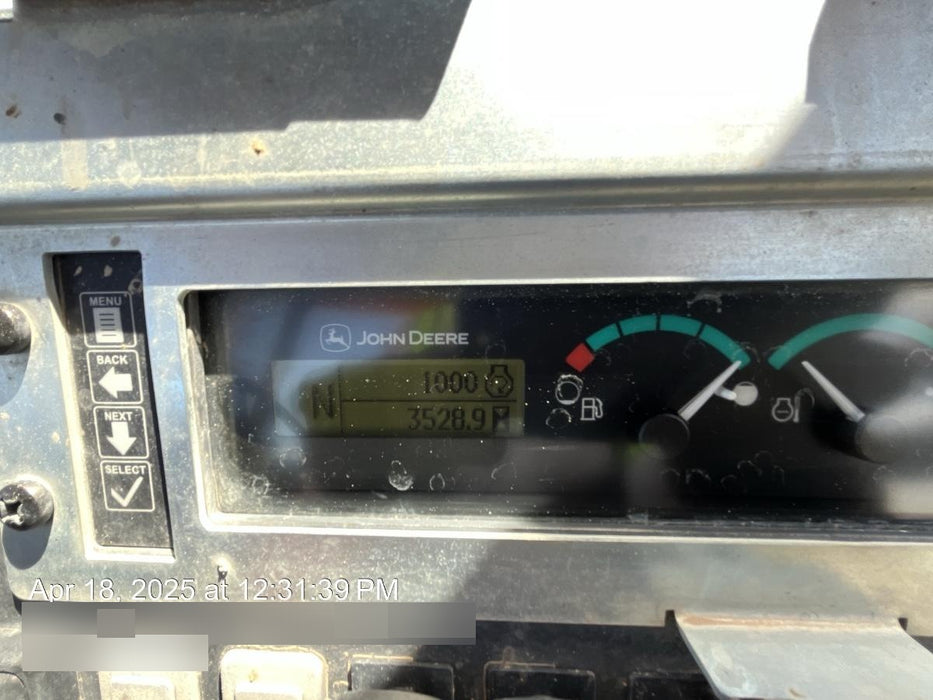 MENU
BACK
NEXT
SELECT
JOHN DEERE
N
1000
3528.9
Apr 18, 2025 at 12:31:39 PM